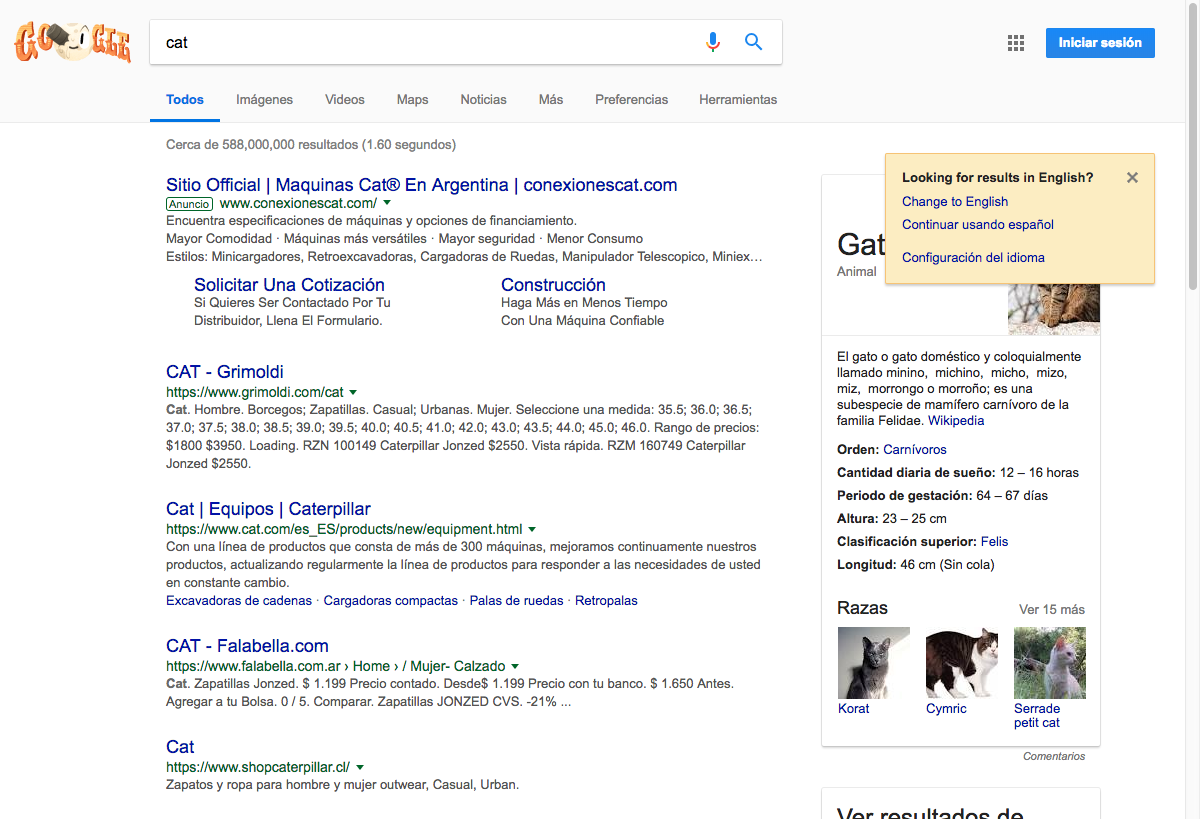 GOOGLE
cat
Iniciar sesión
Todos Imágenes Videos Maps Noticias Más Preferencias Herramientas
Cerca de 588,000,000 resultados (1.60 segundos)
Sitio Official | Maquinas Cat® En Argentina | conexionescat.com
Anuncio www.conexionescat.com/
Encuentra especificaciones de máquinas y opciones de financiamiento.
Mayor Comodidad · Máquinas más versátiles · Mayor seguridad · Menor Consumo
Estilos: Minicargadores, Retroexcavadoras, Cargadoras de Ruedas, Manipulador Telescopico, Miniex…
Solicitar Una Cotización
Si Quieres Ser Contactado Por Tu
Distribuidor, Llena El Formulario.
Construcción
Haga Más en Menos Tiempo
Con Una Máquina Confiable
CAT - Grimoldi
https://www.grimoldi.com/cat
Cat. Hombre. Borcegos; Zapatillas. Casual; Urbanas. Mujer. Seleccione una medida: 35.5; 36.0; 36.5;
37.0; 37.5; 38.0; 38.5; 39.0; 39.5; 40.0; 40.5; 41.0; 42.0; 43.0; 43.5; 44.0; 45.0; 46.0. Rango de precios:
$1800 $3950. Loading. RZN 100149 Caterpillar Jonzed $2550. Vista rápida. RZM 160749 Caterpillar
Jonzed $2550.
Cat | Equipos | Caterpillar
https://www.cat.com/es_ES/products/new/equipment.html
Con una línea de productos que consta de más de 300 máquinas, mejoramos continuamente nuestros
productos, actualizando regularmente la línea de productos para responder a las necesidades de usted
en constante cambio.
Excavadoras de cadenas · Cargadoras compactas · Palas de ruedas · Retropalas
CAT - Falabella.com
https://www.falabella.com.ar › Home › / Mujer- Calzado
Cat. Zapatillas Jonzed. $ 1.199 Precio contado. Desde$ 1.199 Precio con tu banco. $ 1.650 Antes.
Agregar a tu Bolsa. 0 / 5. Comparar. Zapatillas JONZED CVS. -21% ...
Cat
https://www.shopcaterpillar.cl/
Zapatos y ropa para hombre y mujer outwear, Casual, Urban.
Looking for results in English?
Change to English
Continuar usando español
Configuración del idioma
Gat
Animal
El gato o gato doméstico y coloquialmente
llamado minino, michino, micho, mizo,
miz, morrongo o morroño; es una
subespecie de mamífero carnívoro de la
familia Felidae. Wikipedia
Orden: Carnívoros
Cantidad diaria de sueño: 12 – 16 horas
Periodo de gestación: 64 – 67 días
Altura: 23 – 25 cm
Clasificación superior: Felis
Longitud: 46 cm (Sin cola)
Razas Ver 15 más
Korat
Cymric
Serrade
petit cat
Comentarios
Ver resultados de